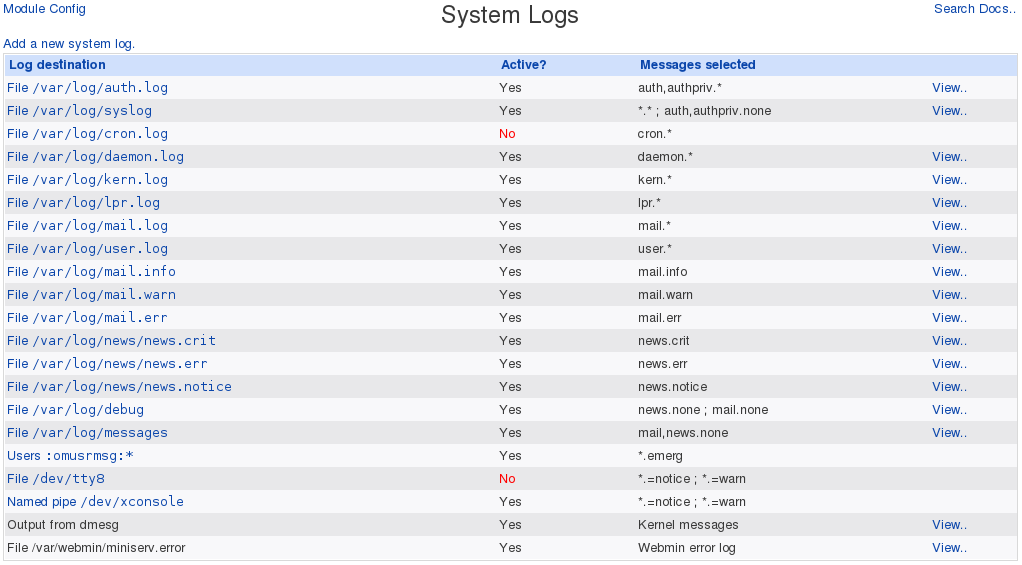 Module Config System Logs Search Docs..
Add a new system log.
Log destination Active? Messages selected
File /var/log/auth.log Yes auth,authpriv.* View..
File /var/log/syslog Yes *.* ; auth,authpriv.none View..
File /var/log/cron.log No cron.*
File /var/log/daemon.log Yes daemon.* View..
File /var/log/kern.log Yes kern.* View..
File /var/log/lpr.log Yes lpr.* View..
File /var/log/mail.log Yes mail.* View..
File /var/log/user.log Yes user.* View..
File /var/log/mail.info Yes mail.info View..
File /var/log/mail.warn Yes mail.warn View..
File /var/log/mail.err Yes mail.err View..
File /var/log/news/news.crit Yes news.crit View..
File /var/log/news/news.err Yes news.err View..
File /var/log/news/news.notice Yes news.notice View..
File /var/log/debug Yes news.none ; mail.none View..
File /var/log/messages Yes mail,news.none View..
Users :omusrmsg:* Yes *.emerg
File /dev/tty8 No *.=notice ; *.=warn
Named pipe /dev/xconsole Yes *.=notice ; *.=warn
Output from dmesg Yes Kernel messages View..
File /var/webmin/miniserv.error Yes Webmin error log View..